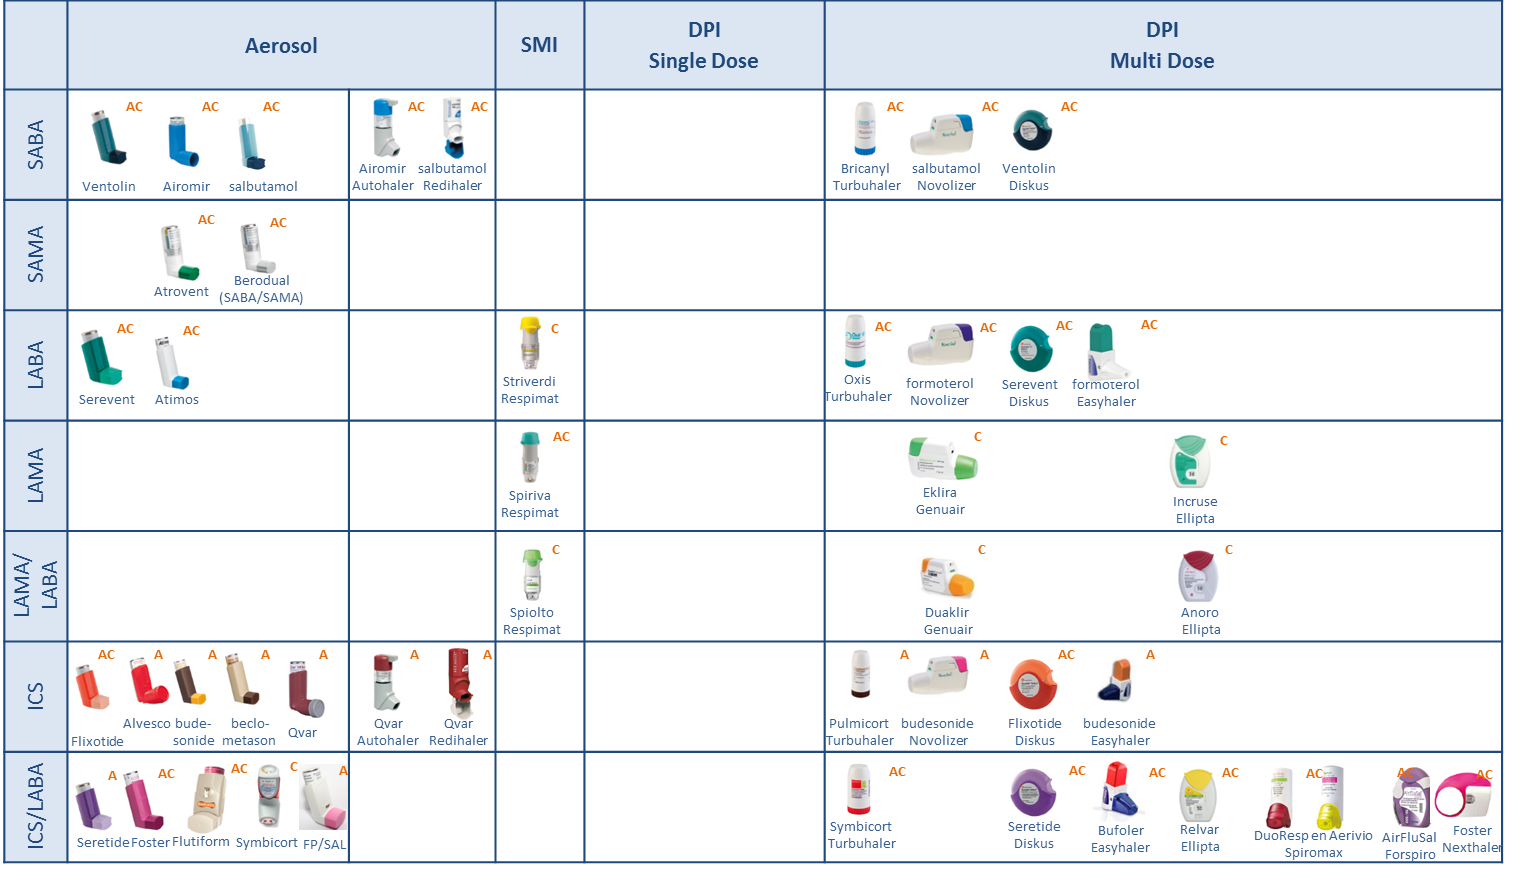 Aerosol
SMI
DPI
Single Dose
DPI
Multi Dose
SABA
AC
AC
AC
AC
AC
AC
AC
AC
Ventolin
Airomir
salbutamol
Airomir
Autohaler
salbutamol
Redihaler
Bricanyl
Turbuhaler
salbutamol
Novolizer
Ventolin
Diskus
SAMA
AC
AC
Atrovent
Berodual
(SABA/SAMA)
LABA
AC
AC
C
AC
AC
AC
AC
Serevent
Atimos
Striverdi
Respimat
Oxis
Turbuhaler
formoterol
Novolizer
Serevent
Diskus
formoterol
Easyhaler
LAMA
AC
C
C
Spiriva
Respimat
Eklira
Genuair
Incruse
Ellipta
LAMA/
LABA
C
C
C
Spiolto
Respimat
Duaklir
Genuair
Anoro
Ellipta
ICS
AC
A
A
A
A
A
A
A
A
AC
A
Flixotide
Alvesco
bude-
sonide
beclo-
metason
Qvar
Qvar
Autohaler
Qvar
Redihaler
Pulmicort
Turbuhaler
budesonide
Novolizer
Flixotide
Diskus
budesonide
Easyhaler
ICS/LABA
A
AC
AC
C
A
AC
AC
AC
AC
AC
AC
AC
Seretide
Foster
Flutiform
Symbicort
FP/SAL
Symbicort
Turbuhaler
Seretide
Diskus
Bufoler
Easyhaler
Relvar
Ellipta
DuoResp en Aerivio
Spiromax
AirFluSal
Forspiro
Foster
Nexthaler